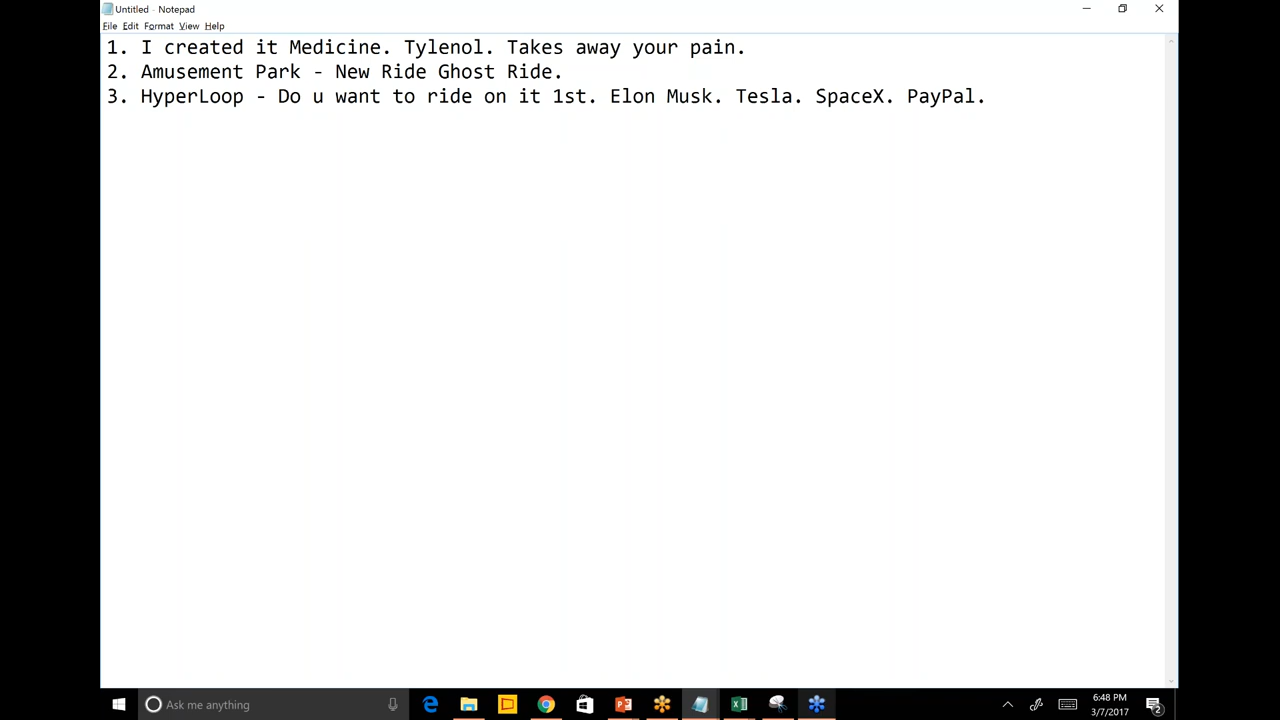 Untitled - Notepad
File Edit Format View Help
1. I created it Medicine. Tylenol. Takes away your pain.
2. Amusement Park - New Ride Ghost Ride.
3. HyperLoop - Do u want to ride on it 1st. Elon Musk. Tesla. SpaceX. PayPal.
Ask me anything
6:48 PM
3/7/2017
2